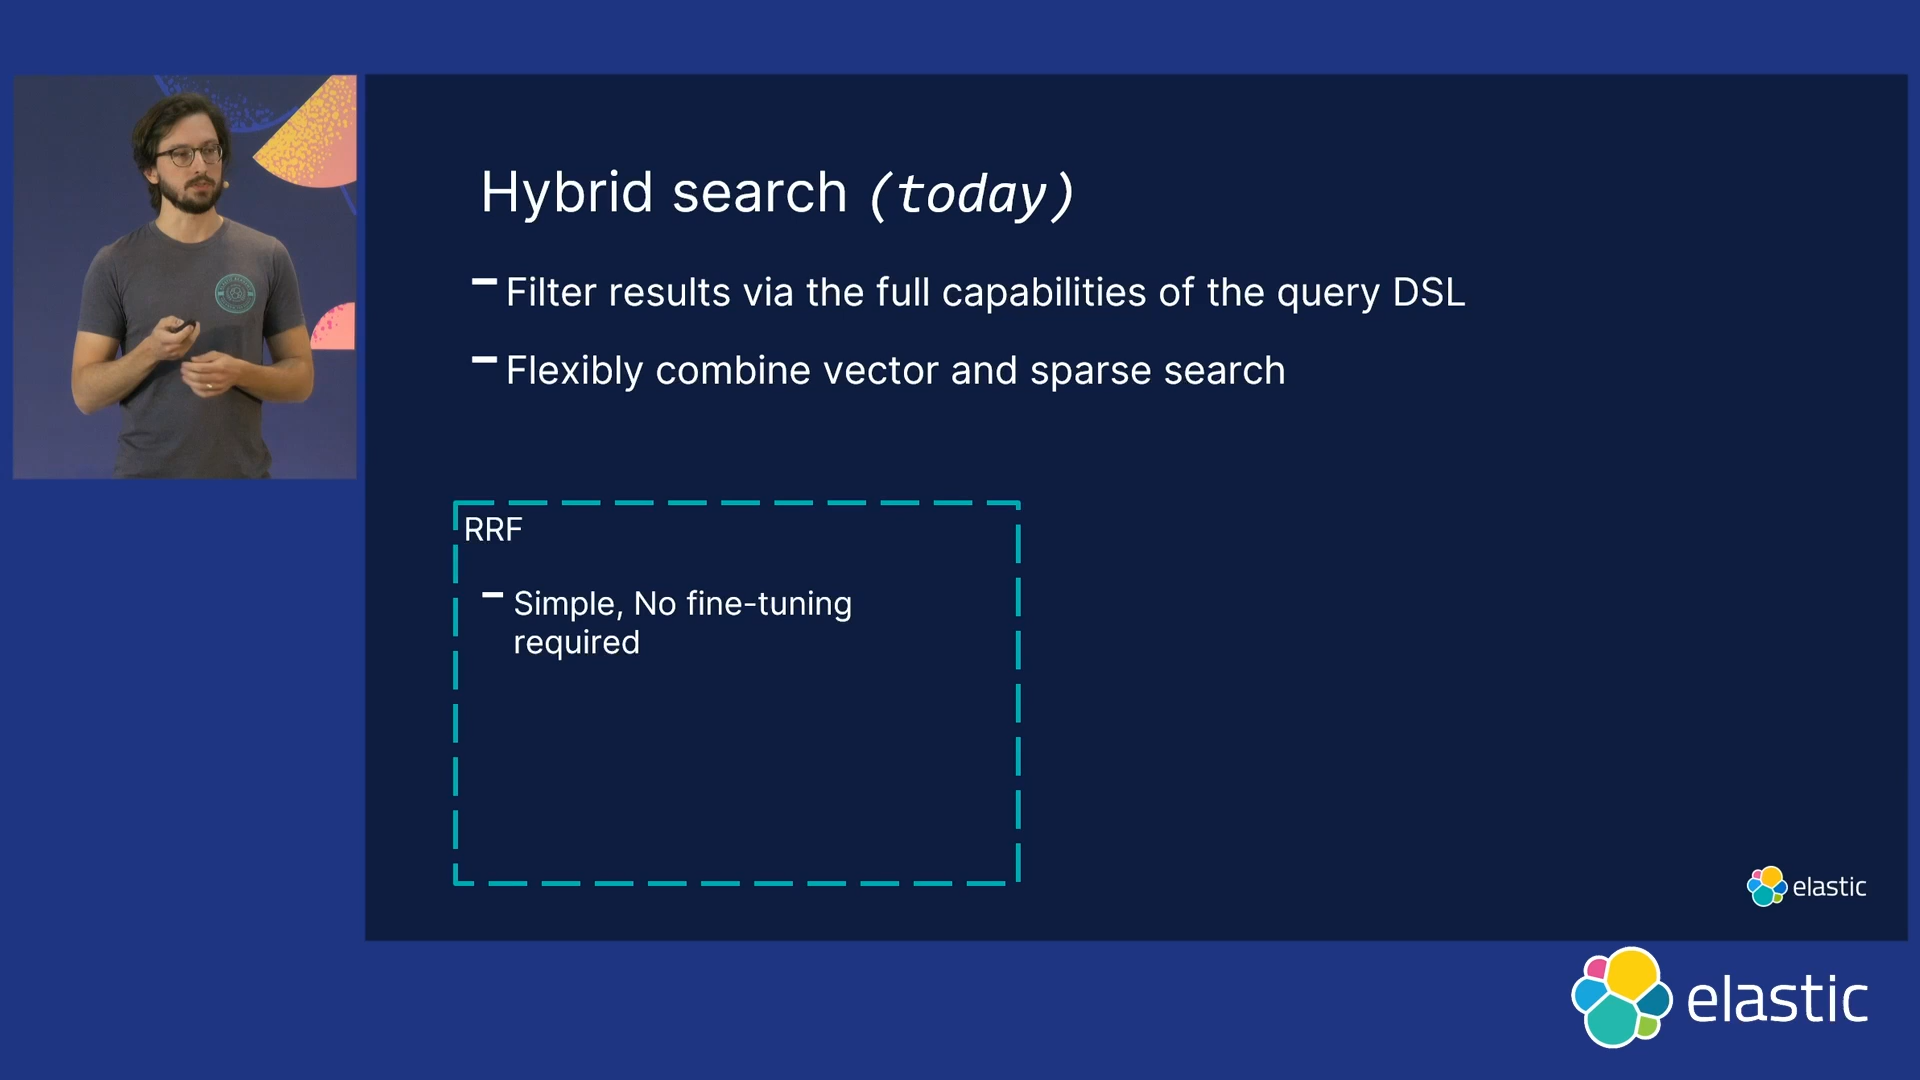 Hybrid search (today)
– Filter results via the full capabilities of the query DSL
– Flexibly combine vector and sparse search
RRF
– Simple, No fine-tuning
required
elastic
elastic